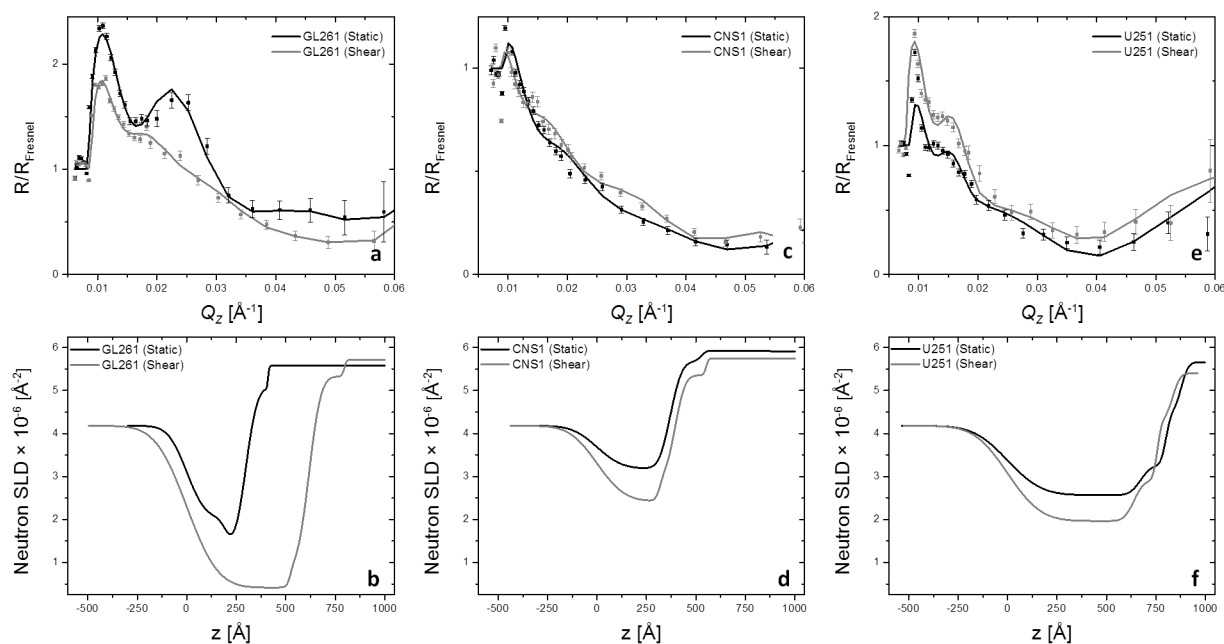 GL261 (Static)
GL261 (Shear)
2
1
0
R/R_Fresnel
0.01 0.02 0.03 0.04 0.05 0.06
Q_Z [Å⁻¹]
a
CNS1 (Static)
CNS1 (Shear)
1
0
R/R_Fresnel
0.01 0.02 0.03 0.04 0.05 0.06
Q_Z [Å⁻¹]
c
U251 (Static)
U251 (Shear)
2
1
0
R/R_Fresnel
0.01 0.02 0.03 0.04 0.05 0.06
Q_Z [Å⁻¹]
e
GL261 (Static)
GL261 (Shear)
6
5
4
3
2
1
Neutron SLD × 10⁻⁶ [Å⁻²]
-500 -250 0 250 500 750 1000
z [Å]
b
CNS1 (Static)
CNS1 (Shear)
6
5
4
3
2
1
Neutron SLD × 10⁻⁶ [Å⁻²]
-500 -250 0 250 500 750 1000
z [Å]
d
U251 (Static)
U251 (Shear)
6
5
4
3
2
1
Neutron SLD × 10⁻⁶ [Å⁻²]
-500 -250 0 250 500 750 1000
z [Å]
f